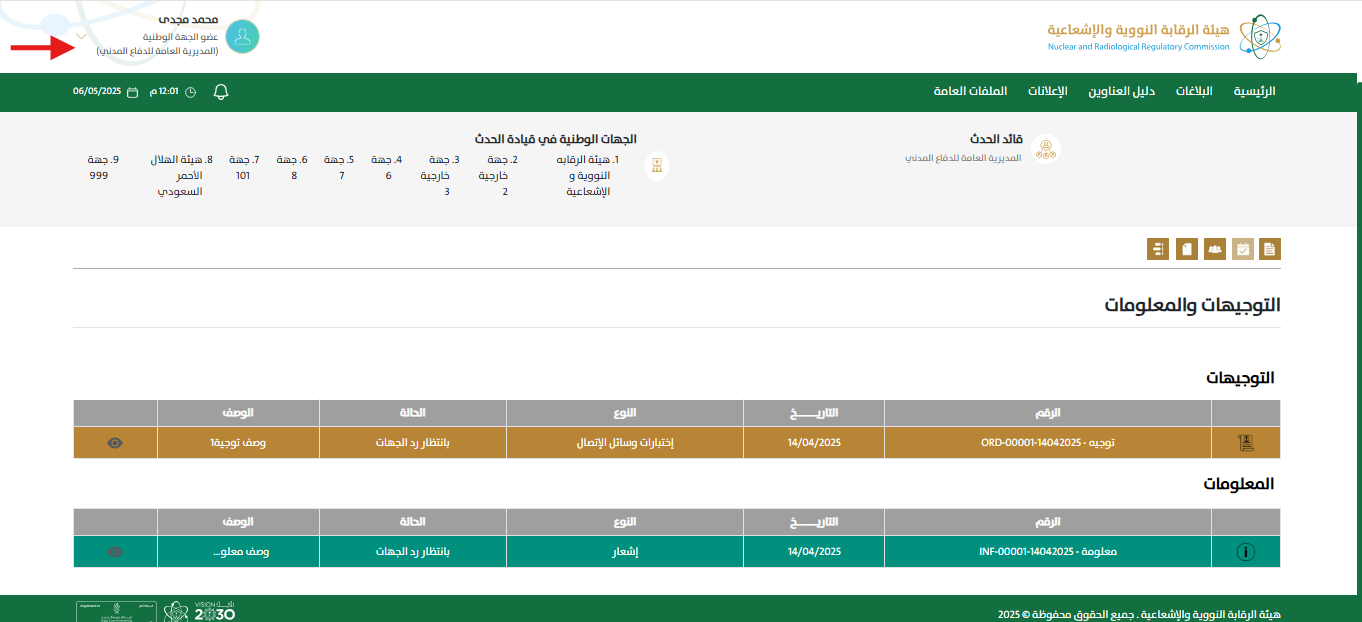 هيئة الرقابة النووية والإشعاعية
Nuclear and Radiological Regulatory Commission
محمد مجدى
عضو الجهة الوطنية
(المديرية العامة للدفاع المدني)
الرئيسية البلاغات دليل العناوين الإعلانات الملفات العامة
12:01 م 06/05/2025
قائد الحدث
المديرية العامة للدفاع المدني
الجهات الوطنية في قيادة الحدث
1. هيئة الرقابه النووية و الإشعاعية
2. جهة خارجية 2
3. جهة خارجية 3
4. جهة 6
5. جهة 7
6. جهة 8
7. جهة 101
8. هيئة الهلال الأحمر السعودي
9. جهة 999
التوجيهات والمعلومات
التوجيهات
الرقم التاريـــــخ النوع الحالة الوصف
توجيه - ORD-00001-14042025 14/04/2025 إختبارات وسائل الإتصال بانتظار رد الجهات وصف توجية1
المعلومات
الرقم التاريـــــخ النوع الحالة الوصف
معلومة - INF-00001-14042025 14/04/2025 إشعار بانتظار رد الجهات وصف معلو...
هيئة الرقابة النووية والإشعاعية . جميع الحقوق محفوظة © 2025
VISION رؤيـــة
2030